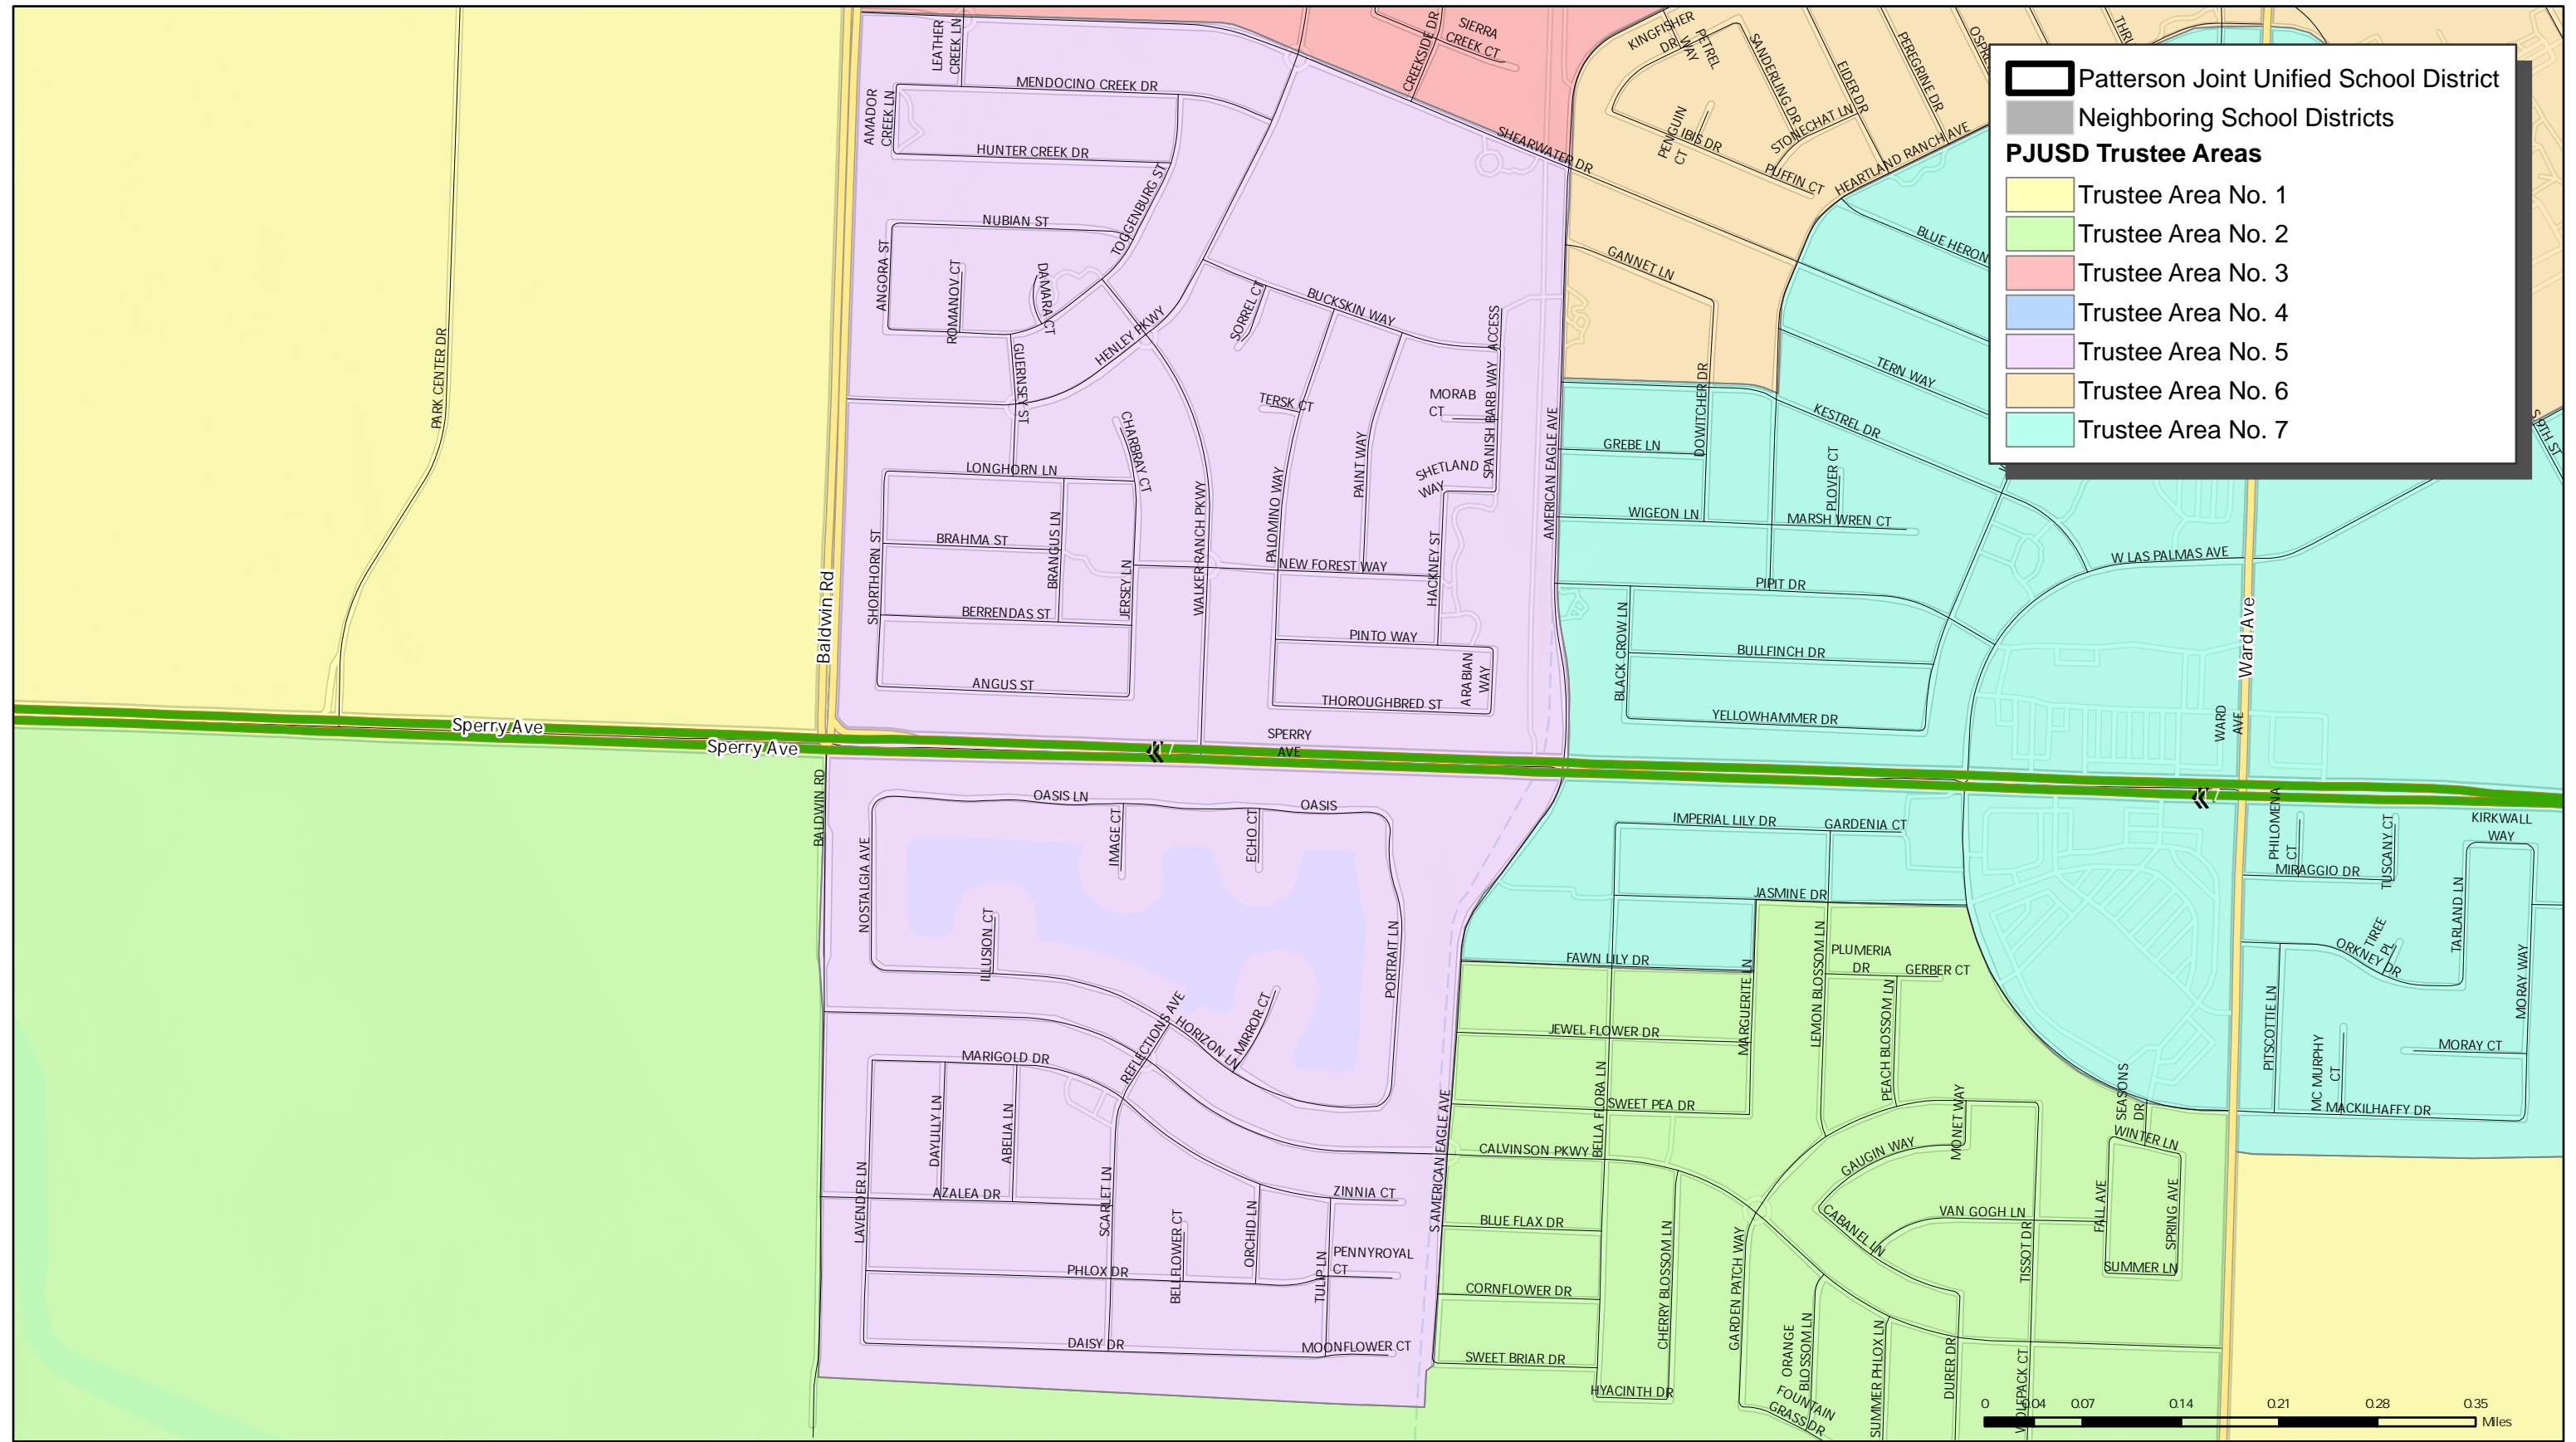 Patterson Joint Unified School District
Neighboring School Districts
PJUSD Trustee Areas
Trustee Area No. 1
Trustee Area No. 2
Trustee Area No. 3
Trustee Area No. 4
Trustee Area No. 5
Trustee Area No. 6
Trustee Area No. 7
LEATHER
CREEK LN
MENDOCINO CREEK DR
AMADOR
CREEK LN
HUNTER CREEK DR
TOGGENBURG ST
NUBIAN ST
ANGORA ST
ROMANOV CT
DAMARA CT
GUERNSEY ST
HENLEY PKWY
SIERRA
CREEK CT
CREEKSIDE DR
SHEARWATER DR
KINGFISHER
DR
PETREL
WAY
SANDERLING DR
EIDER DR
PEREGRINE DR
PENGUIN
CT
IBIS DR
STONECHAT LN
PUFFIN CT
HEARTLAND RANCH AVE
BLUE HERON
GANNET LN
TERN WAY
DOWITCHER DR
KESTREL DR
PARK CENTER DR
SORREL CT
BUCKSKIN WAY
ACCESS
TERSK CT
MORAB
CT
SPANISH BARB WAY
SHETLAND
WAY
PAINT WAY
PALOMINO WAY
WALKER RANCH PKWY
CHARBRAY CT
LONGHORN LN
BRAHMA ST
BRANGUS LN
SHORTHORN ST
BERRENDAS ST
JERSEY LN
ANGUS ST
NEW FOREST WAY
HACKNEY ST
PINTO WAY
ARABIAN
WAY
THOROUGHBRED ST
AMERICAN EAGLE AVE
GREBE LN
WIGEON LN
PLOVER CT
MARSH WREN CT
PIPIT DR
BLACK CROW LN
BULLFINCH DR
YELLOWHAMMER DR
W LAS PALMAS AVE
S 9TH ST
Ward Ave
WARD
AVE
Baldwin Rd
Sperry Ave
Sperry Ave
SPERRY
AVE
BALDWIN RD
OASIS LN
OASIS
IMAGE CT
ECHO CT
NOSTALGIA AVE
ILLUSION CT
PORTRAIT LN
REFLECTIONS AVE
HORIZON LN
MIRROR CT
MARIGOLD DR
DAYLILLY LN
ABELIA LN
AZALEA DR
LAVENDER LN
SCARLET LN
BELLFLOWER CT
ORCHID LN
ZINNIA CT
TULIP LN
PENNYROYAL
CT
PHLOX DR
DAISY DR
MOONFLOWER CT
S AMERICAN EAGLE AVE
IMPERIAL LILY DR
GARDENIA CT
JASMINE DR
FAWN LILY DR
MARGUERITE LN
LEMON BLOSSOM LN
PLUMERIA
DR
GERBER CT
JEWEL FLOWER DR
PEACH BLOSSOM LN
BELLA FLORA LN
SWEET PEA DR
CALVINSON PKWY
MONET WAY
GAUGIN WAY
CABANEL LN
VAN GOGH LN
TISSOT DR
SEASONS
DR
WINTER LN
FALL AVE
SPRING AVE
SUMMER LN
BLUE FLAX DR
CORNFLOWER DR
SWEET BRIAR DR
HYACINTH DR
CHERRY BLOSSOM LN
GARDEN PATCH WAY
ORANGE
BLOSSOM LN
FOUNTAIN
GRASS DR
SUMMER PHLOX LN
DURER DR
PHILOMENA
CT
TUSCANY CT
MIRAGGIO DR
KIRKWALL
WAY
TARLAND LN
TIREE
PL
ORKNEY DR
MORAY WAY
PITSCOTTIE LN
MC MURPHY
CT
MORAY CT
MACKILHAFFY DR
0 0.04 0.07 0.14 0.21 0.28 0.35
Miles